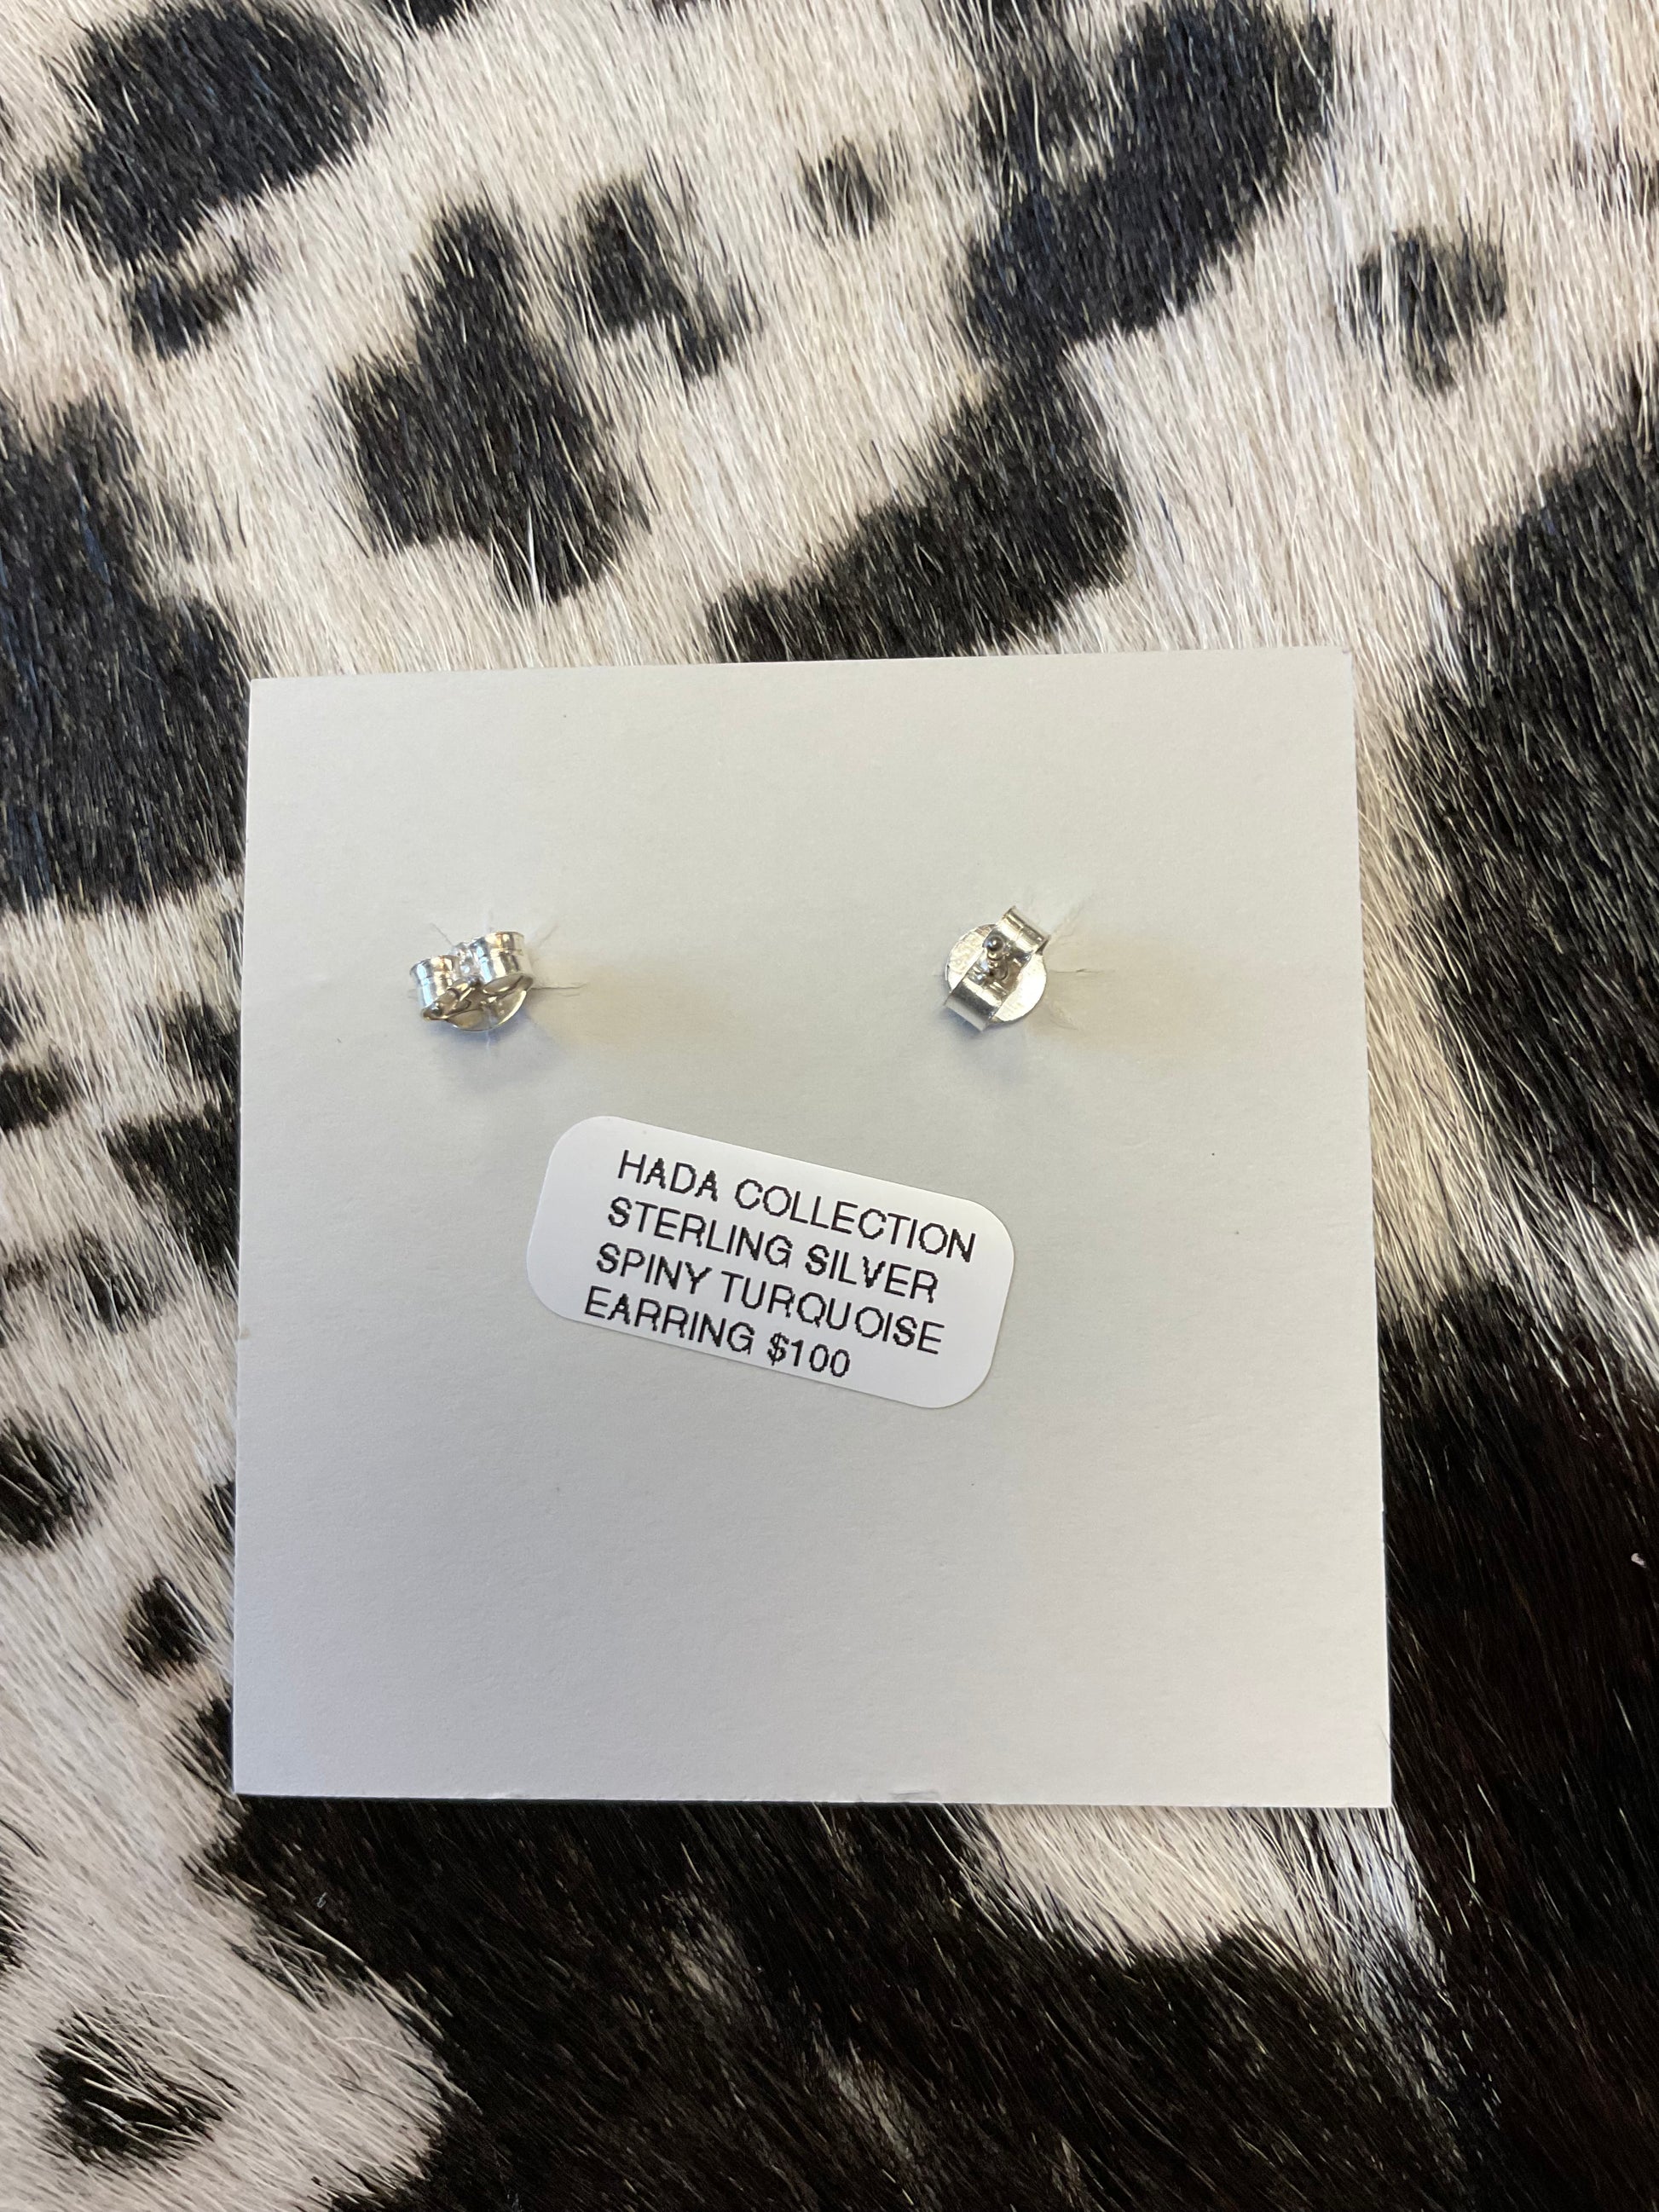 HADA COLLECTION
STERLING SILVER
SPINY TURQUOISE
EARRING $100